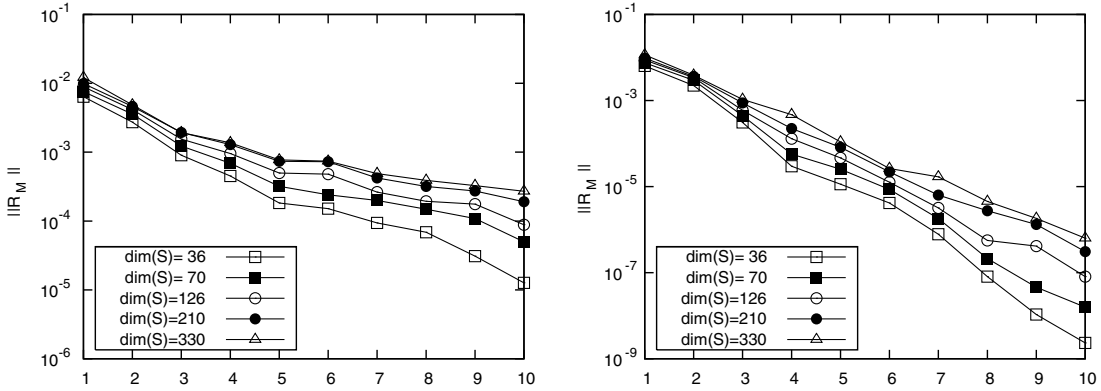 10^-1
10^-2
10^-3
10^-4
10^-5
10^-6
||R_M||
dim(S)= 36
dim(S)= 70
dim(S)=126
dim(S)=210
dim(S)=330
1 2 3 4 5 6 7 8 9 10
10^-1
10^-3
10^-5
10^-7
10^-9
||R_M||
dim(S)= 36
dim(S)= 70
dim(S)=126
dim(S)=210
dim(S)=330
1 2 3 4 5 6 7 8 9 10